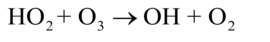 HO₂ + O₃ → OH + O₂